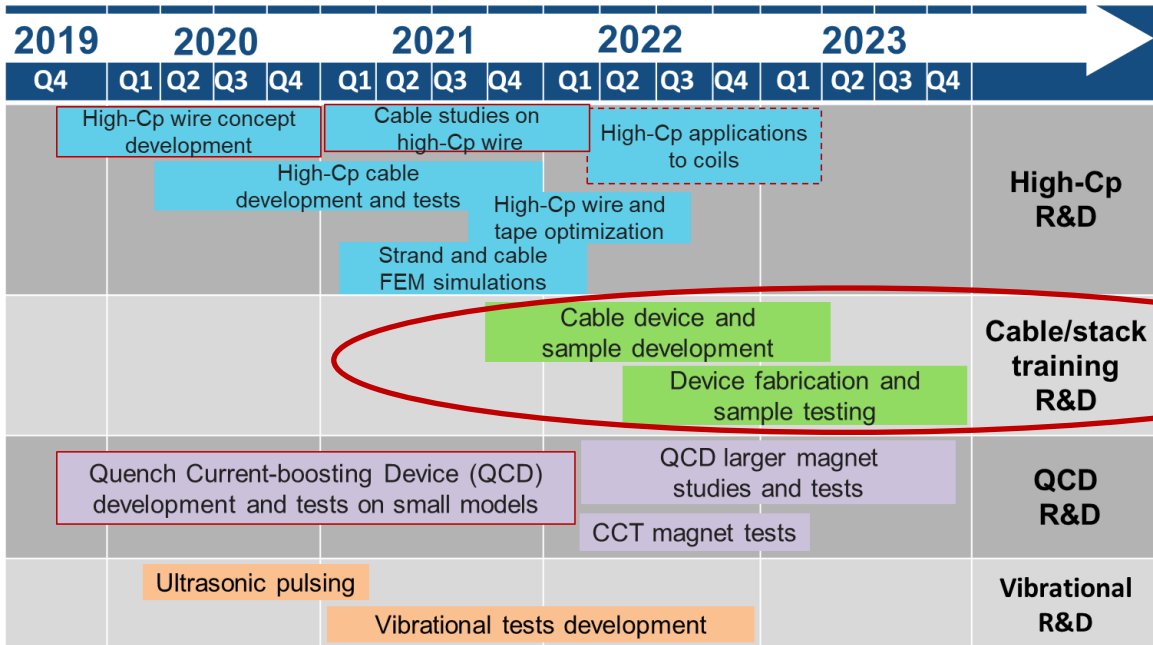 2019 2020 2021 2022 2023
Q4 Q1 Q2 Q3 Q4 Q1 Q2 Q3 Q4 Q1 Q2 Q3 Q4 Q1 Q2 Q3 Q4
High-Cp wire concept
development
Cable studies on
high-Cp wire
High-Cp applications
to coils
High-Cp cable
development and tests
High-Cp wire and
tape optimization
Strand and cable
FEM simulations
High-Cp
R&D
Cable device and
sample development
Device fabrication and
sample testing
Cable/stack
training
R&D
Quench Current-boosting Device (QCD)
development and tests on small models
QCD larger magnet
studies and tests
CCT magnet tests
QCD
R&D
Ultrasonic pulsing
Vibrational tests development
Vibrational
R&D